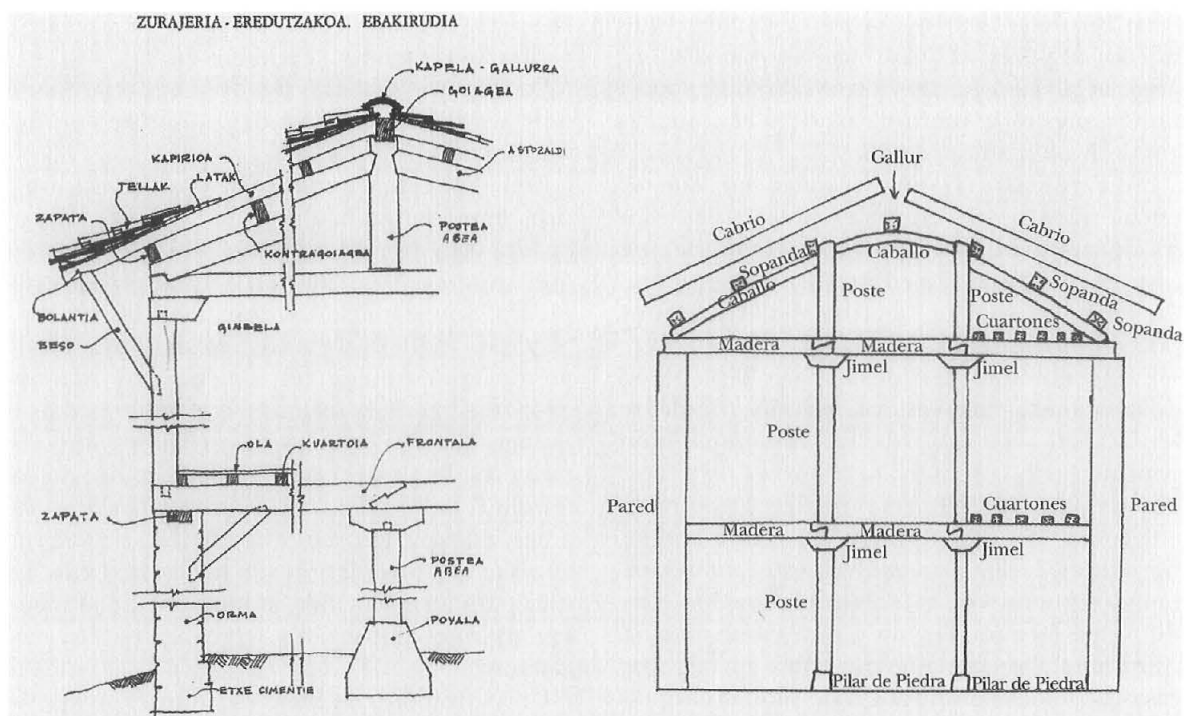 ZURAJERIA - EREDUTZAKOA. EBAKIRUDIA
KAPELA - GALLURRA
GOIAGEA
KAPIRIOA
LATAK
TELLAK
ZAPATA
POSTEA
KONTRAGOIAGEA
BOLANTIA
BESO
GINBELA
OLA
KUARTOIA
FRONTALA
ZAPATA
POSTEA
ORMA
POYALA
ETXE CIMENTIE
Gallur
Cabrio
Cabrio
Sopanda
Caballo
Caballo
Sopanda
Poste
Poste
Cuartones
Sopanda
Madera
Madera
Jimel
Jimel
Poste
Pared
Cuartones
Pared
Madera
Madera
Jimel
Jimel
Poste
Pilar de Piedra
Pilar de Piedra